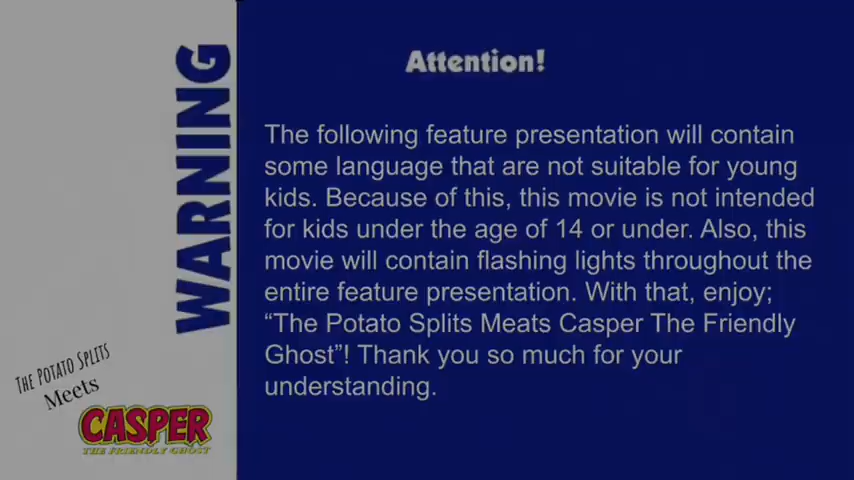 WARNING
Attention!
The following feature presentation will contain
some language that are not suitable for young
kids. Because of this, this movie is not intended
for kids under the age of 14 or under. Also, this
movie will contain flashing lights throughout the
entire feature presentation. With that, enjoy;
“The Potato Splits Meats Casper The Friendly
Ghost”! Thank you so much for your
understanding.
THE POTATO SPLITS
Meets
CASPER
THE FRIENDLY GHOST